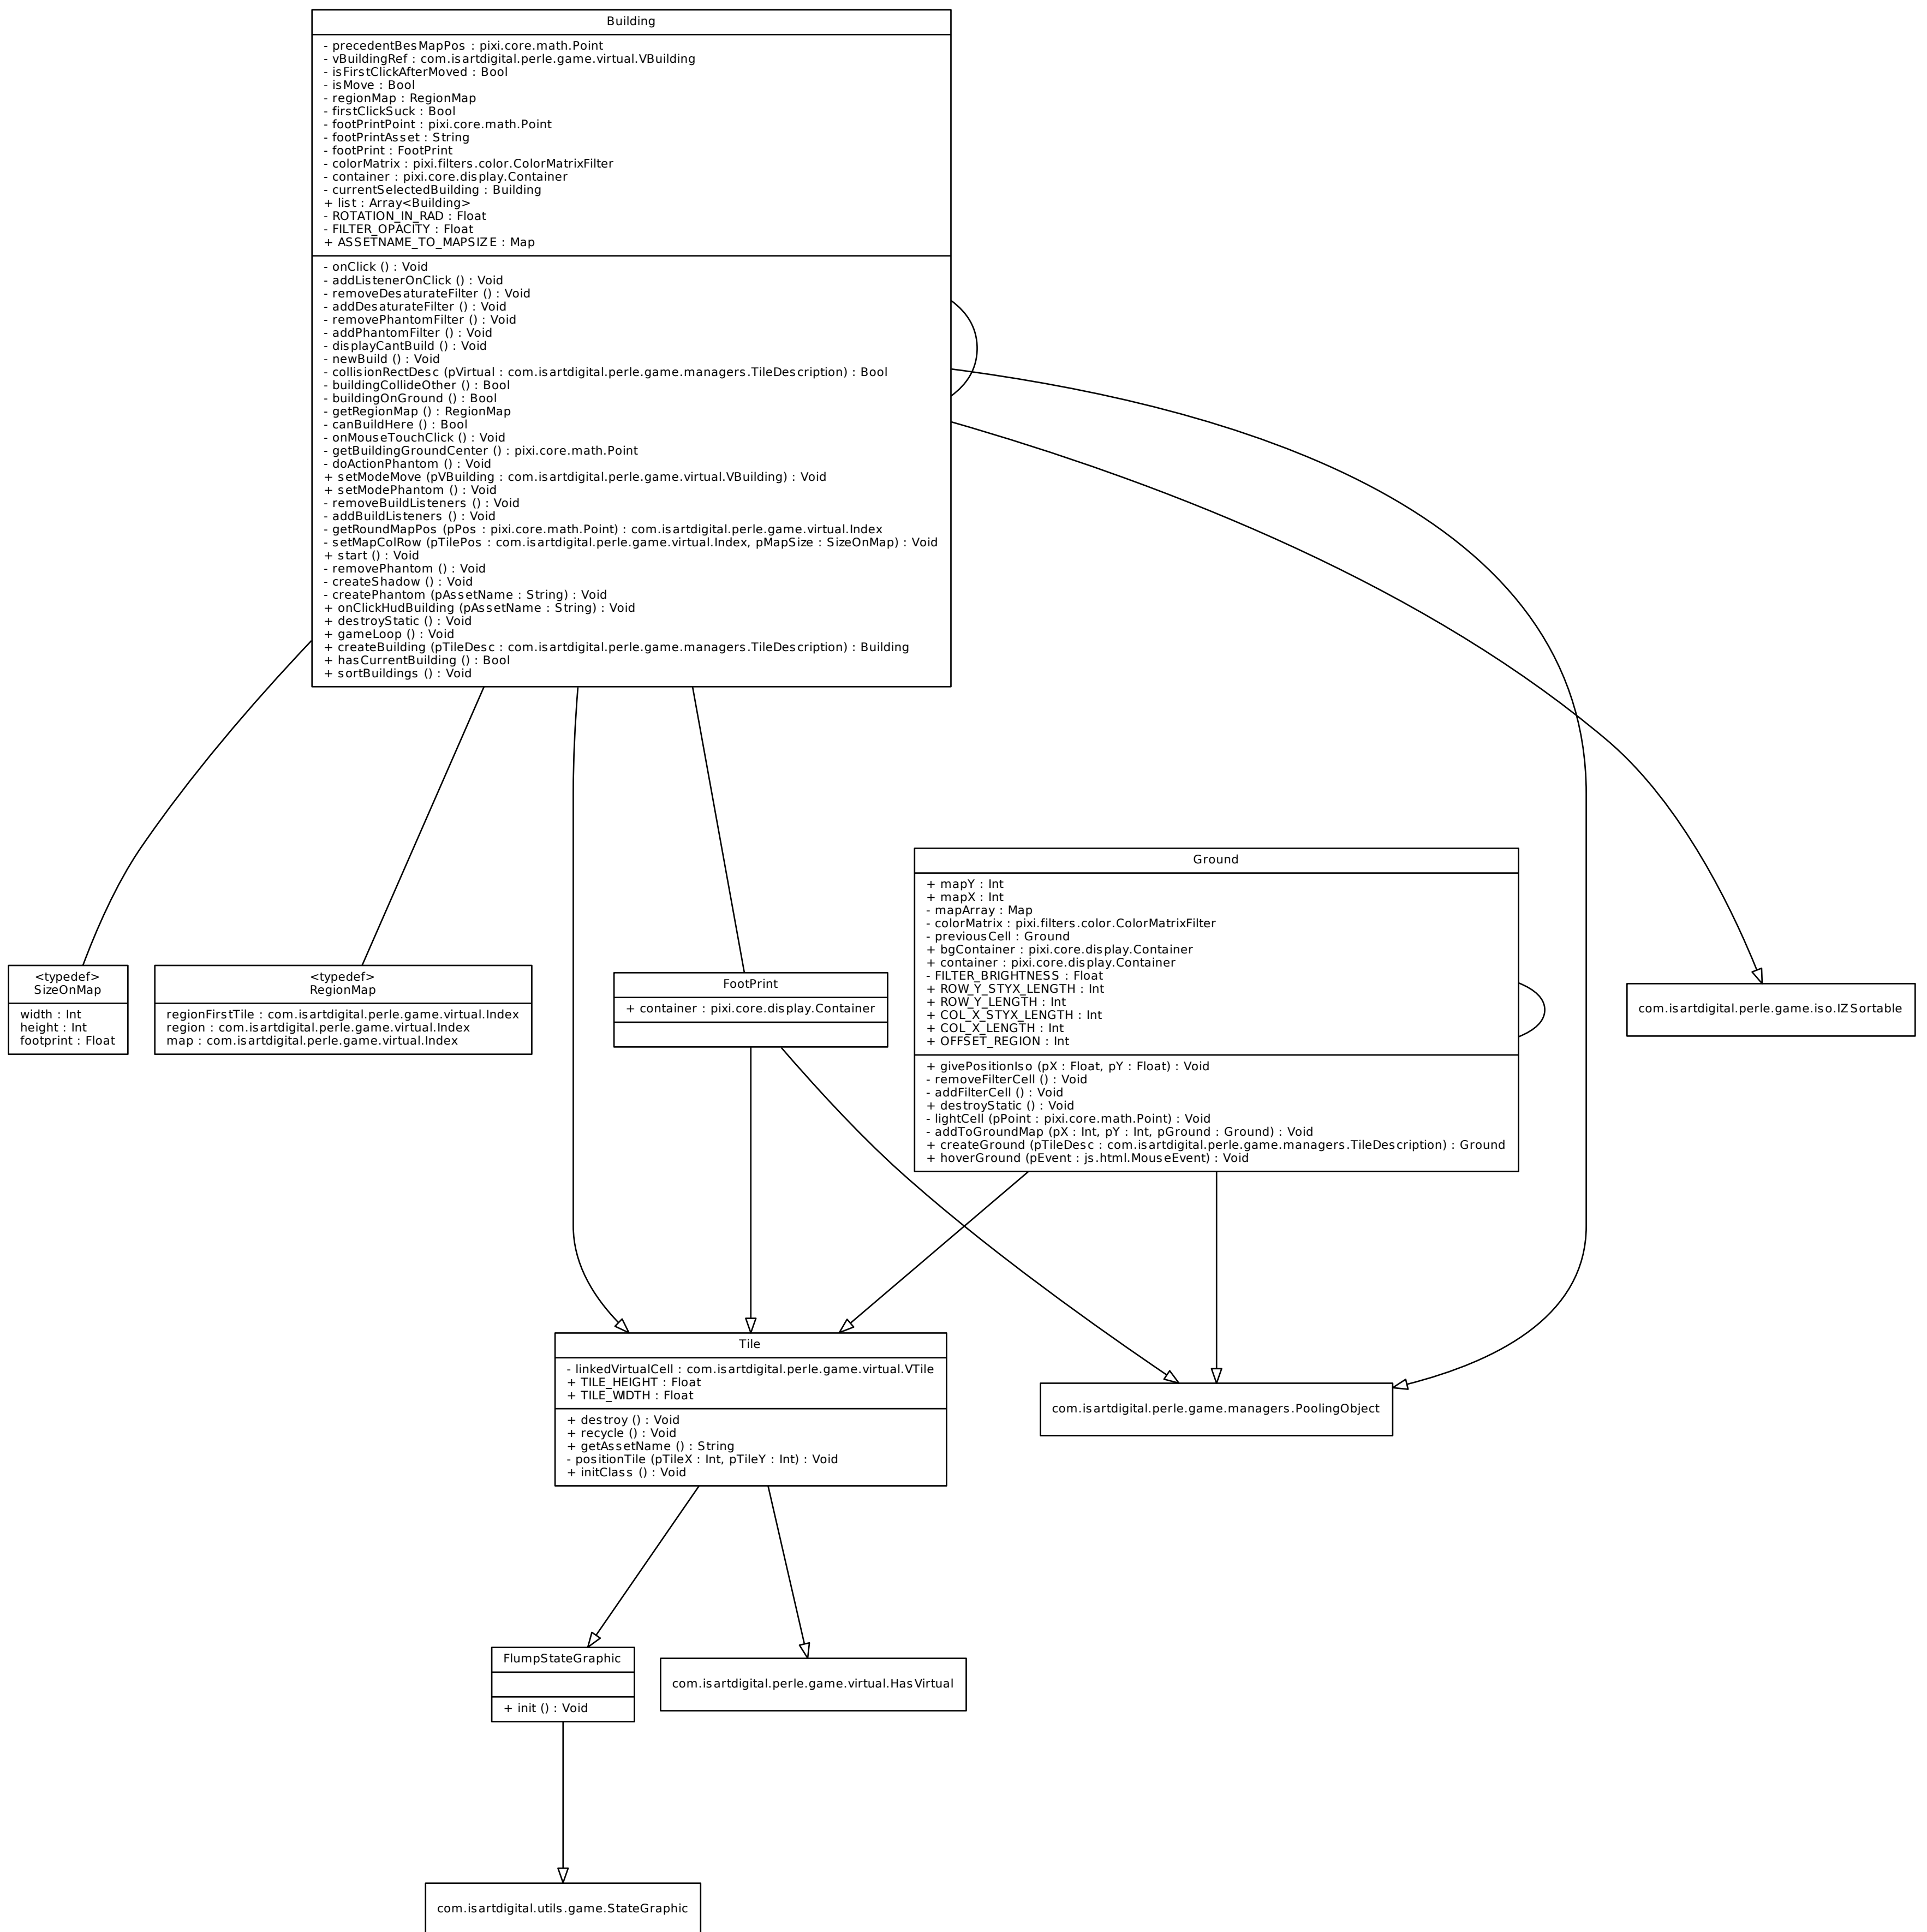 Building
- precedentBesMapPos : pixi.core.math.Point
- vBuildingRef : com.isartdigital.perle.game.virtual.VBuilding
- isFirstClickAfterMoved : Bool
- isMove : Bool
- regionMap : RegionMap
- firstClickSuck : Bool
- footPrintPoint : pixi.core.math.Point
- footPrintAsset : String
- footPrint : FootPrint
- colorMatrix : pixi.filters.color.ColorMatrixFilter
- container : pixi.core.display.Container
- currentSelectedBuilding : Building
+ list : Array<Building>
- ROTATION_IN_RAD : Float
- FILTER_OPACITY : Float
+ ASSETNAME_TO_MAPSIZE : Map
- onClick () : Void
- addListenerOnClick () : Void
- removeDesaturateFilter () : Void
- addDesaturateFilter () : Void
- removePhantomFilter () : Void
- addPhantomFilter () : Void
- displayCantBuild () : Void
- newBuild () : Void
- collisionRectDesc (pVirtual : com.isartdigital.perle.game.managers.TileDescription) : Bool
- buildingCollideOther () : Bool
- buildingOnGround () : Bool
- getRegionMap () : RegionMap
- canBuildHere () : Bool
- onMouseTouchClick () : Void
- getBuildingGroundCenter () : pixi.core.math.Point
- doActionPhantom () : Void
+ setModeMove (pVBuilding : com.isartdigital.perle.game.virtual.VBuilding) : Void
+ setModePhantom () : Void
- removeBuildListeners () : Void
- addBuildListeners () : Void
- getRoundMapPos (pPos : pixi.core.math.Point) : com.isartdigital.perle.game.virtual.Index
- setMapColRow (pTilePos : com.isartdigital.perle.game.virtual.Index, pMapSize : SizeOnMap) : Void
+ start () : Void
- removePhantom () : Void
- createShadow () : Void
- createPhantom (pAssetName : String) : Void
+ onClickHudBuilding (pAssetName : String) : Void
+ destroyStatic () : Void
+ gameLoop () : Void
+ createBuilding (pTileDesc : com.isartdigital.perle.game.managers.TileDescription) : Building
+ hasCurrentBuilding () : Bool
+ sortBuildings () : Void
Ground
+ mapY : Int
+ mapX : Int
- mapArray : Map
- colorMatrix : pixi.filters.color.ColorMatrixFilter
- previousCell : Ground
+ bgContainer : pixi.core.display.Container
+ container : pixi.core.display.Container
- FILTER_BRIGHTNESS : Float
+ ROW_Y_STYX_LENGTH : Int
+ ROW_Y_LENGTH : Int
+ COL_X_STYX_LENGTH : Int
+ COL_X_LENGTH : Int
+ OFFSET_REGION : Int
+ givePositionIso (pX : Float, pY : Float) : Void
- removeFilterCell () : Void
- addFilterCell () : Void
+ destroyStatic () : Void
- lightCell (pPoint : pixi.core.math.Point) : Void
- addToGroundMap (pX : Int, pY : Int, pGround : Ground) : Void
+ createGround (pTileDesc : com.isartdigital.perle.game.managers.TileDescription) : Ground
+ hoverGround (pEvent : js.html.MouseEvent) : Void
<typedef>
SizeOnMap
width : Int
height : Int
footprint : Float
<typedef>
RegionMap
regionFirstTile : com.isartdigital.perle.game.virtual.Index
region : com.isartdigital.perle.game.virtual.Index
map : com.isartdigital.perle.game.virtual.Index
FootPrint
+ container : pixi.core.display.Container
com.isartdigital.perle.game.iso.IZSortable
Tile
- linkedVirtualCell : com.isartdigital.perle.game.virtual.VTile
+ TILE_HEIGHT : Float
+ TILE_WIDTH : Float
+ destroy () : Void
+ recycle () : Void
+ getAssetName () : String
- positionTile (pTileX : Int, pTileY : Int) : Void
+ initClass () : Void
com.isartdigital.perle.game.managers.PoolingObject
FlumpStateGraphic
+ init () : Void
com.isartdigital.perle.game.virtual.HasVirtual
com.isartdigital.utils.game.StateGraphic